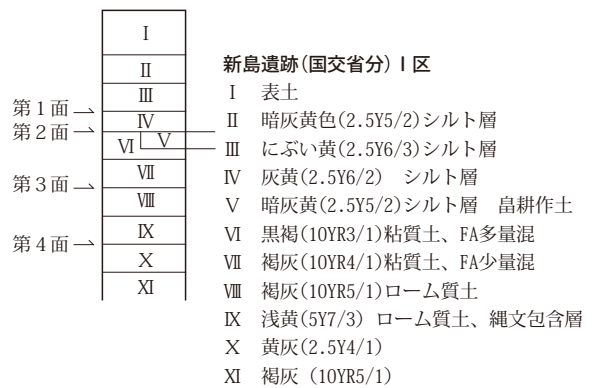 Ⅰ
Ⅱ
Ⅲ
Ⅳ
Ⅴ
Ⅵ
Ⅶ
Ⅷ
Ⅸ
Ⅹ
Ⅺ
第1面
第2面
第3面
第4面
新島遺跡(国交省分)Ⅰ区
Ⅰ 表土
Ⅱ 暗灰黄色(2.5Y5/2)シルト層
Ⅲ にぶい黄(2.5Y6/3)シルト層
Ⅳ 灰黄(2.5Y6/2) シルト層
Ⅴ 暗灰黄(2.5Y5/2)シルト層 畠耕作土
Ⅵ 黒褐(10YR3/1)粘質土、FA多量混
Ⅶ 褐灰(10YR4/1)粘質土、FA少量混
Ⅷ 褐灰(10YR5/1)ローム質土
Ⅸ 浅黄(5Y7/3) ローム質土、縄文包含層
Ⅹ 黄灰(2.5Y4/1)
Ⅺ 褐灰 (10YR5/1)